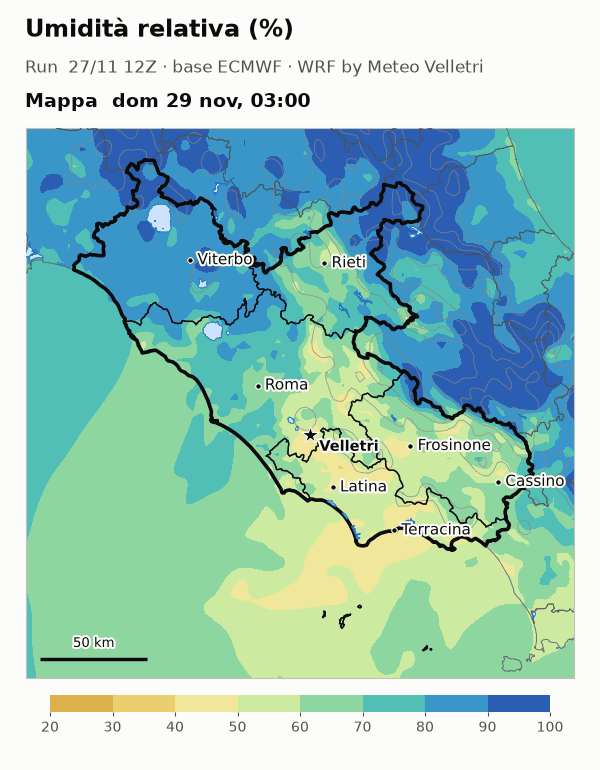 Umidità relativa (%)
Run  27/11 12Z · base ECMWF · WRF by Meteo Velletri
Mappa  dom 29 nov, 03:00
Viterbo
Rieti
Roma
Velletri
Frosinone
Latina
Cassino
Terracina
50 km
20 30 40 50 60 70 80 90 100